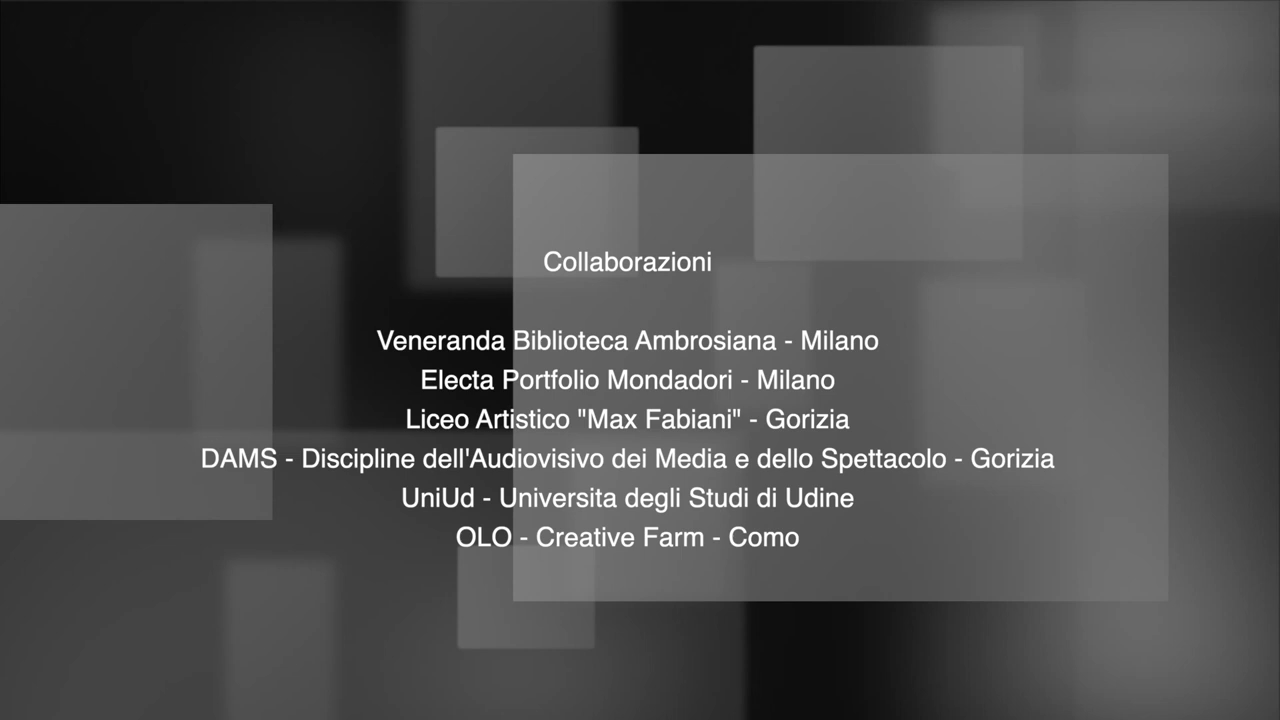 Collaborazioni
Veneranda Biblioteca Ambrosiana - Milano
Electa Portfolio Mondadori - Milano
Liceo Artistico "Max Fabiani" - Gorizia
DAMS - Discipline dell'Audiovisivo dei Media e dello Spettacolo - Gorizia
UniUd - Universita degli Studi di Udine
OLO - Creative Farm - Como